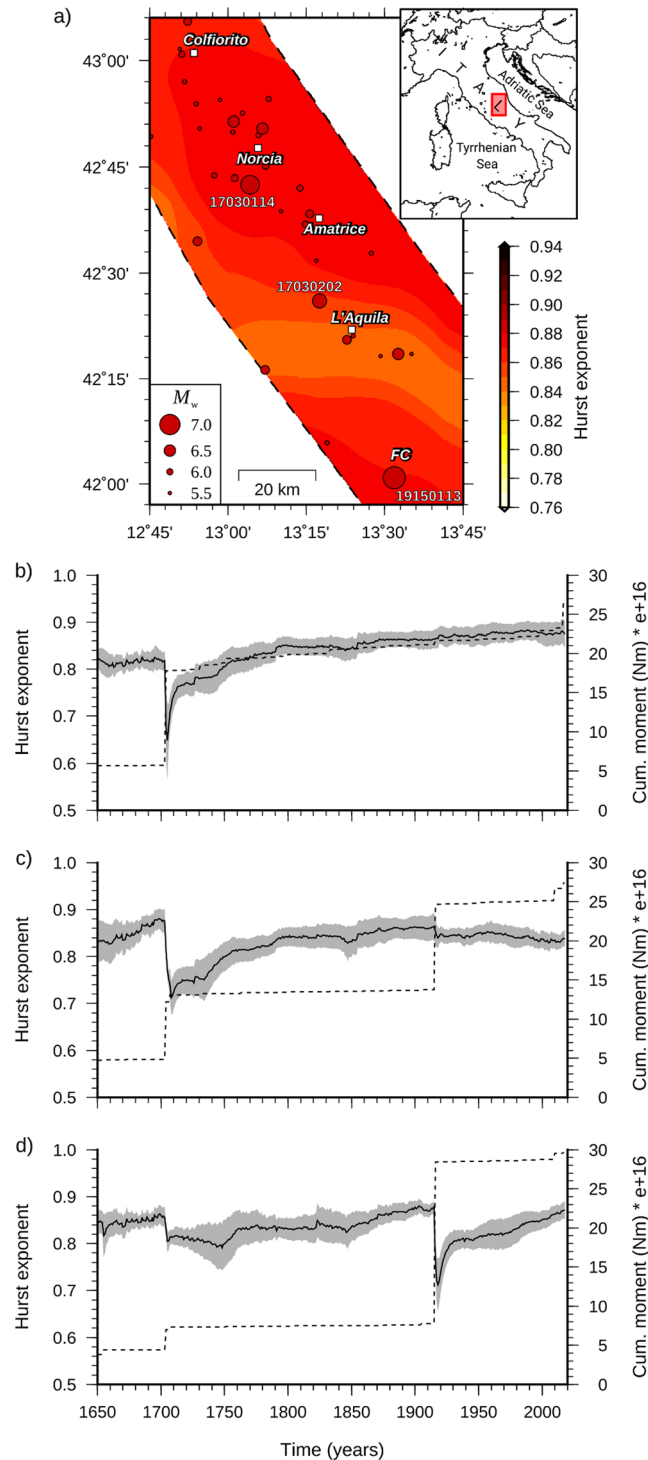 a)
43°00'
42°45'
42°30'
42°15'
42°00'
Colfiorito
Norcia
17030114
Amatrice
17030202
L'Aquila
FC
19150113
Mw
7.0
6.5
6.0
5.5
20 km
12°45'
13°00'
13°15'
13°30'
13°45'
I T A L Y
Adriatic Sea
Tyrrhenian
Sea
0.94
0.92
0.90
0.88
0.86
0.84
0.82
0.80
0.78
0.76
Hurst exponent
b)
1.0
0.9
0.8
0.7
0.6
0.5
Hurst exponent
30
25
20
15
10
5
0
Cum. moment (Nm) * e+16
c)
1.0
0.9
0.8
0.7
0.6
0.5
Hurst exponent
30
25
20
15
10
5
0
Cum. moment (Nm) * e+16
d)
1.0
0.9
0.8
0.7
0.6
0.5
Hurst exponent
30
25
20
15
10
5
0
Cum. moment (Nm) * e+16
1650 1700 1750 1800 1850 1900 1950 2000
Time (years)